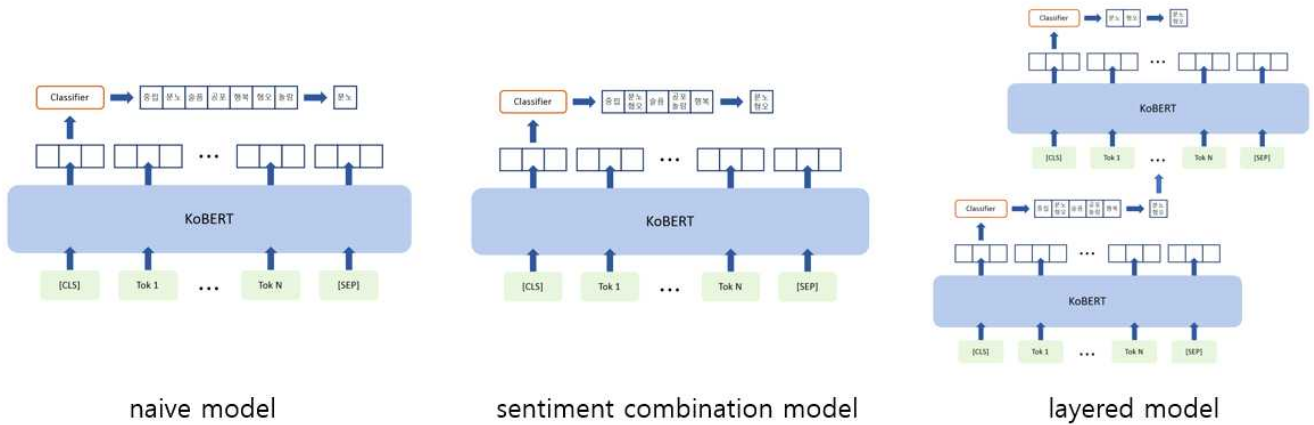 Classifier
중립 분노 슬픔 공포 행복 혐오 놀람
분노
...
KoBERT
[CLS] Tok 1 ... Tok N [SEP]
naive model
Classifier
중립 분노 혐오 슬픔 공포 놀람 행복
분노 혐오
...
KoBERT
[CLS] Tok 1 ... Tok N [SEP]
sentiment combination model
Classifier
분노 혐오
분노 혐오
...
KoBERT
[CLS] Tok 1 ... Tok N [SEP]
Classifier
중립 분노 혐오 슬픔 공포 놀람 행복
분노 혐오
...
KoBERT
[CLS] Tok 1 ... Tok N [SEP]
layered model